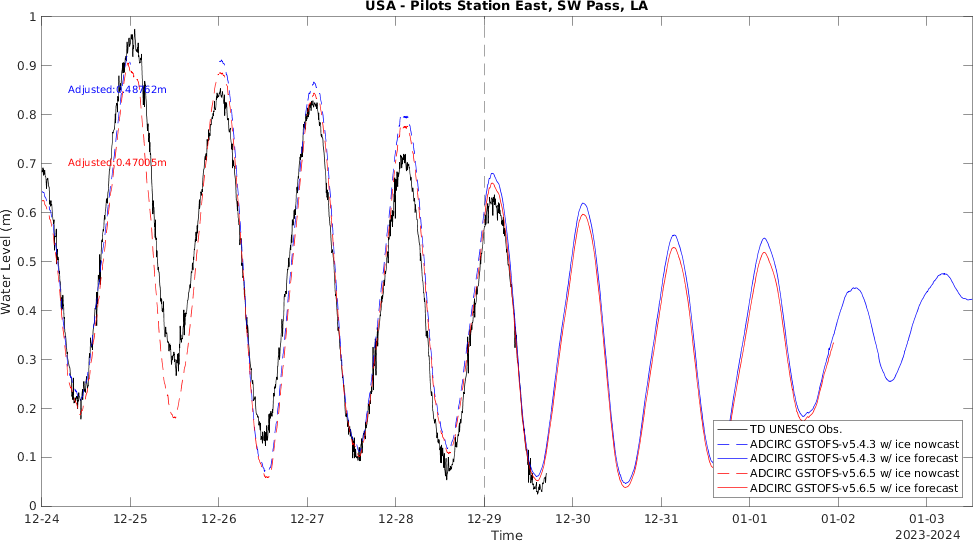 USA - Pilots Station East, SW Pass, LA
1
0.9
0.8
0.7
0.6
0.5
0.4
0.3
0.2
0.1
0
Water Level (m)
Adjusted:0.48762m
Adjusted:0.47005m
TD UNESCO Obs.
ADCIRC GSTOFS-v5.4.3 w/ ice nowcast
ADCIRC GSTOFS-v5.4.3 w/ ice forecast
ADCIRC GSTOFS-v5.6.5 w/ ice nowcast
ADCIRC GSTOFS-v5.6.5 w/ ice forecast
12-24 12-25 12-26 12-27 12-28 12-29 12-30 12-31 01-01 01-02 01-03
Time
2023-2024